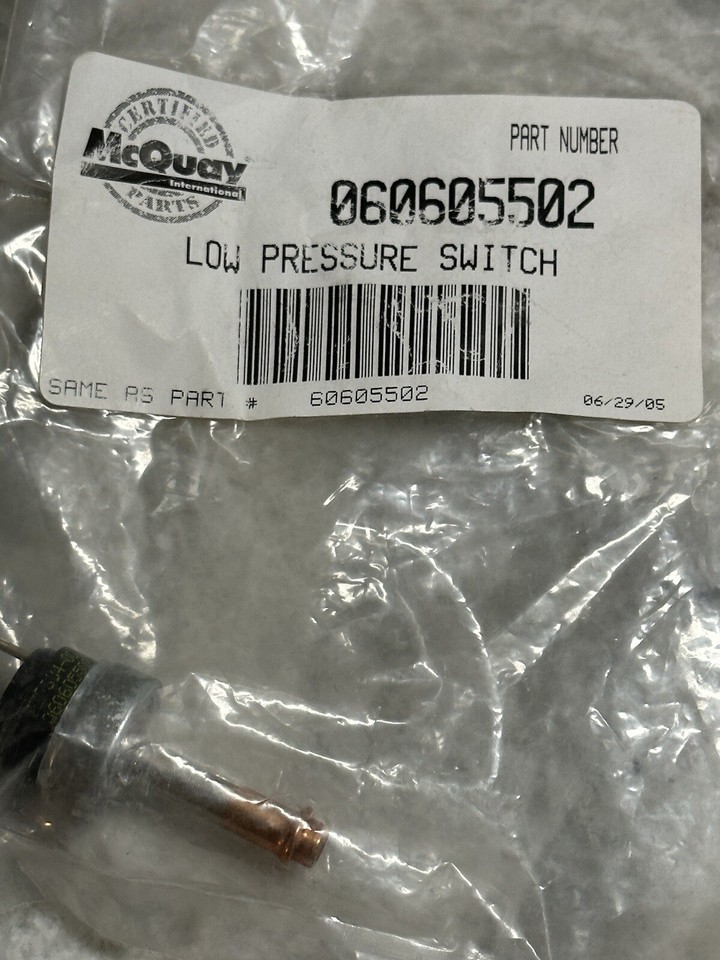 CERTIFIED
McQuay
International
PARTS
PART NUMBER
060605502
LOW PRESSURE SWITCH
SAME AS PART # 60605502
06/29/05